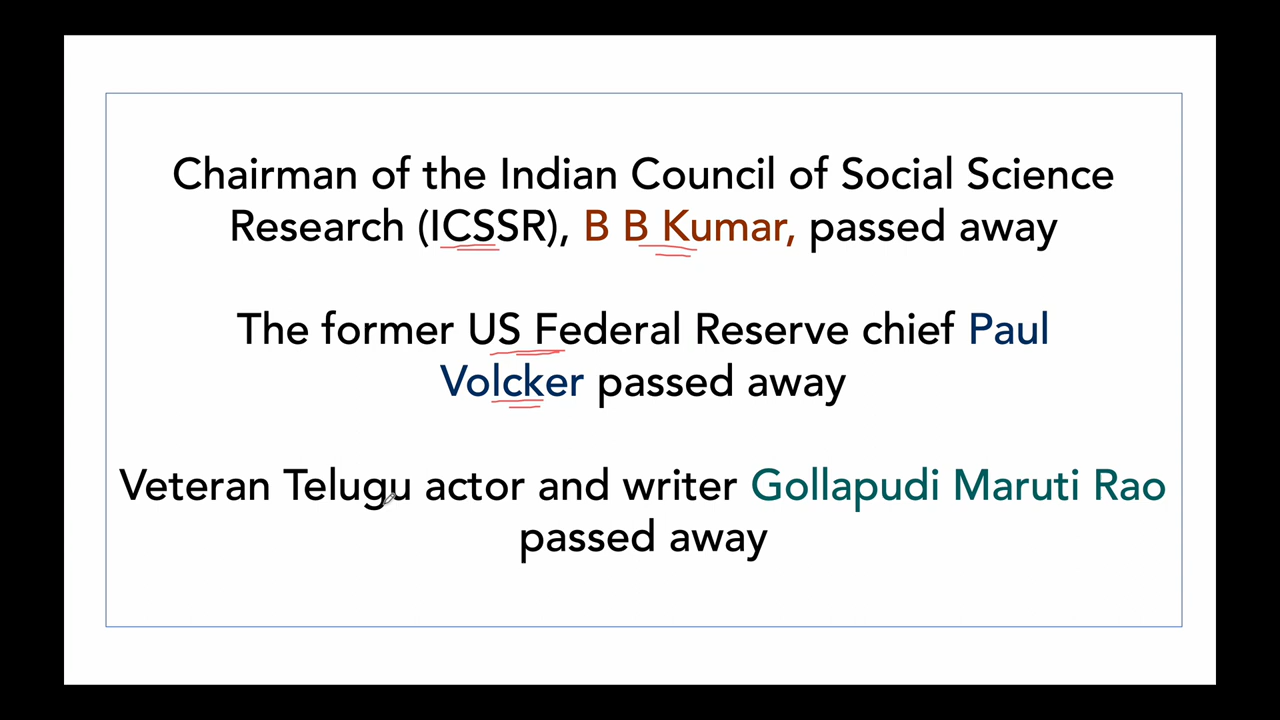 Chairman of the Indian Council of Social Science
Research (ICSSR), B B Kumar, passed away
The former US Federal Reserve chief Paul
Volcker passed away
Veteran Telugu actor and writer Gollapudi Maruti Rao
passed away